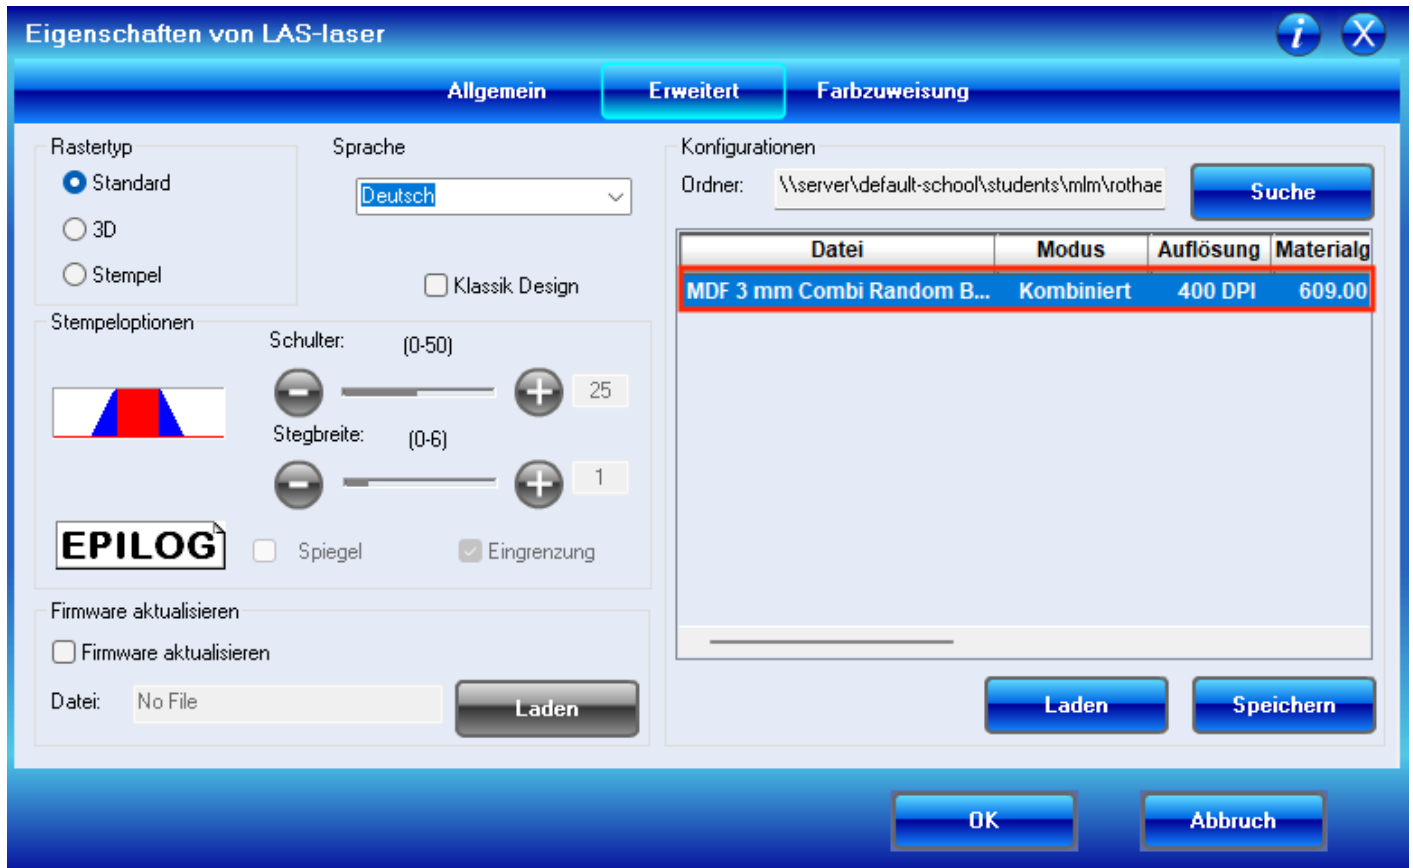 Eigenschaften von LAS-laser
Allgemein Erweitert Farbzuweisung
Rastertyp
Standard
3D
Stempel
Sprache
Deutsch
Klassik Design
Stempeloptionen
Schulter: (0-50)
25
Stegbreite: (0-6)
1
EPILOG
Spiegel Eingrenzung
Firmware aktualisieren
Firmware aktualisieren
Datei: No File Laden
Konfigurationen
Ordner: \\server\default-school\students\mlm\rothae Suche
Datei Modus Auflösung Materialg
MDF 3 mm Combi Random B... Kombiniert 400 DPI 609.00
Laden Speichern
OK Abbruch